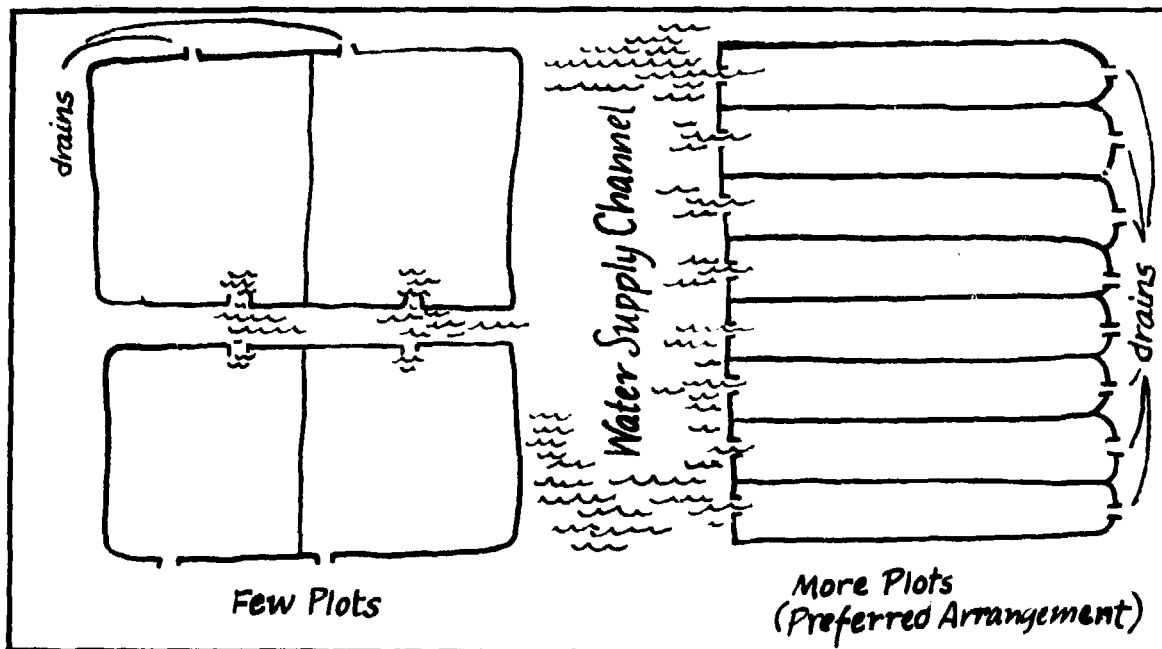 drains
Water Supply Channel
drains
Few Plots
More Plots
(Preferred Arrangement)